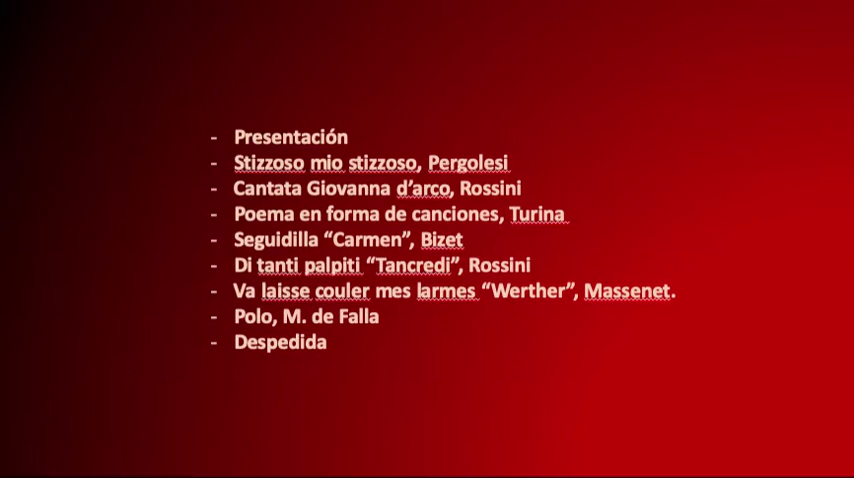 - Presentación
- Stizzoso mio stizzoso, Pergolesi
- Cantata Giovanna d’arco, Rossini
- Poema en forma de canciones, Turina
- Seguidilla “Carmen”, Bizet
- Di tanti palpiti “Tancredi”, Rossini
- Va laisse couler mes larmes “Werther”, Massenet.
- Polo, M. de Falla
- Despedida